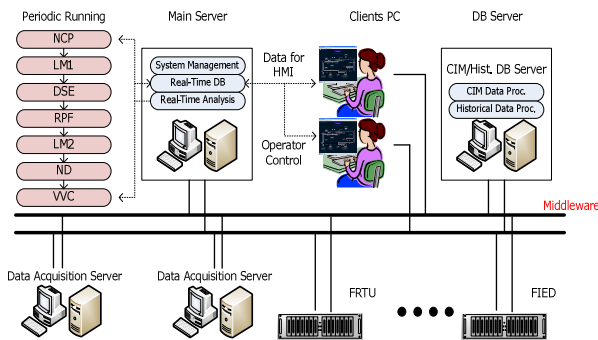 Periodic Running
Main Server
Clients PC
DB Server
NCP
LM1
DSE
RPF
LM2
ND
VVC
System Management
Real-Time DB
Real-Time Analysis
Data for
HMI
Operator
Control
CIM/Hist. DB Server
CIM Data Proc.
Historical Data Proc,
Middleware
Data Acquisition Server
Data Acquisition Server
FRTU
FIED